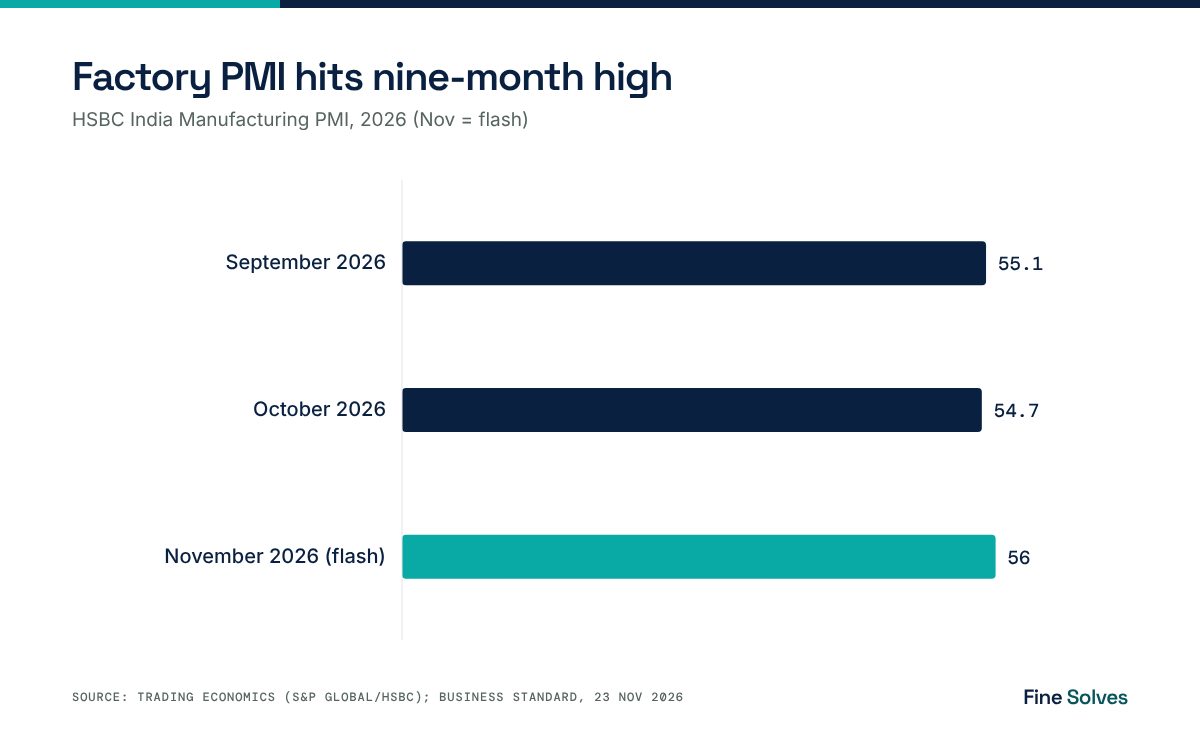 Factory PMI hits nine-month high
HSBC India Manufacturing PMI, 2026 (Nov = flash)
September 2026 55.1
October 2026 54.7
November 2026 (flash) 56
SOURCE: TRADING ECONOMICS (S&P GLOBAL/HSBC); BUSINESS STANDARD, 23 NOV 2026
Fine Solves